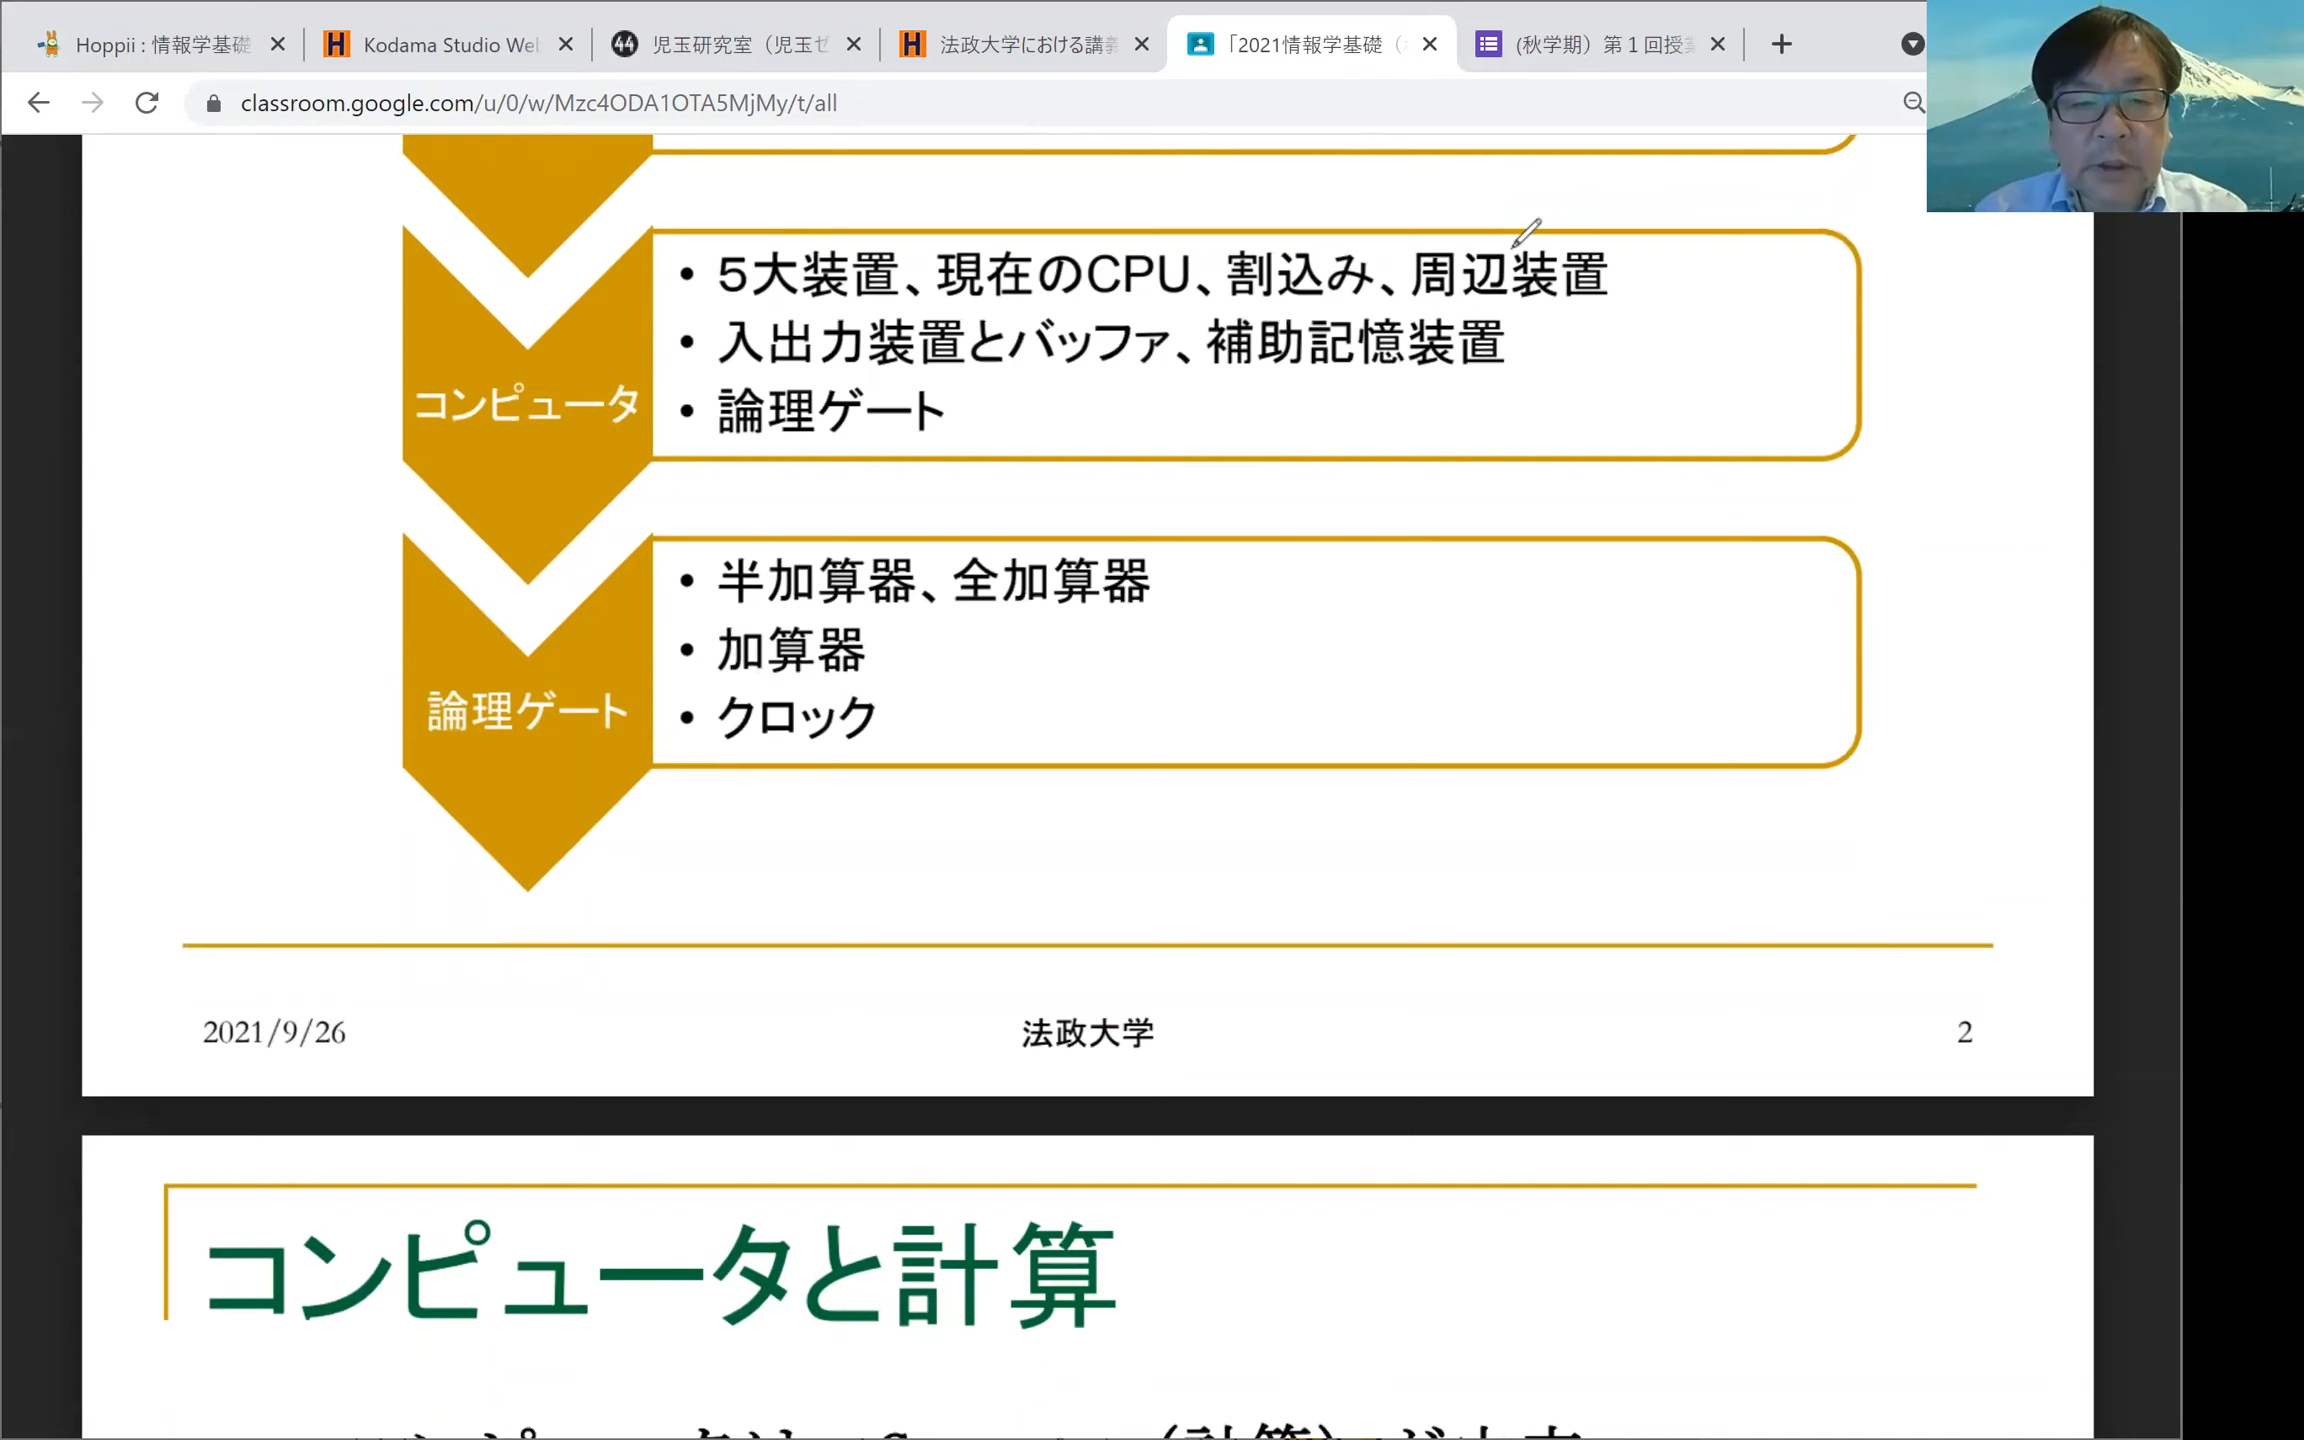 Hoppii : 情報学基礎
Kodama Studio Web
児玉研究室（児玉ゼ
法政大学における講義
「2021情報学基礎（
(秋学期）第１回授業
classroom.google.com/u/0/w/Mzc4ODA1OTA5MjMy/t/all
• ５大装置、現在のCPU、割込み、周辺装置
• 入出力装置とバッファ、補助記憶装置
• 論理ゲート
コンピュータ
• 半加算器、全加算器
• 加算器
• クロック
論理ゲート
2021/9/26
法政大学
2
コンピュータと計算